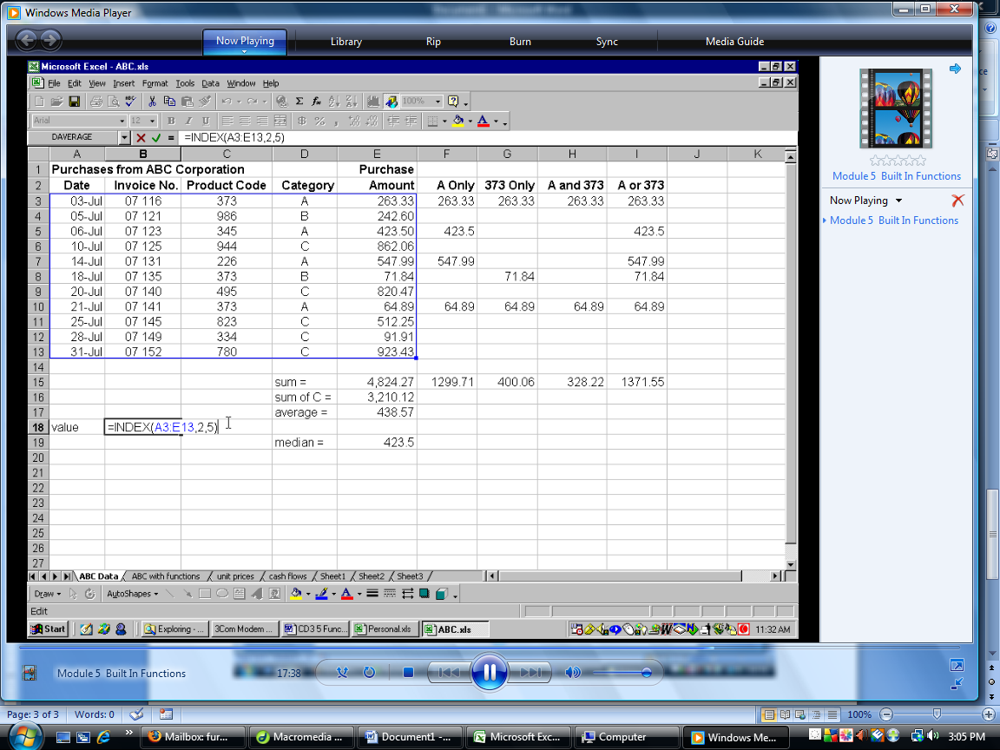 Windows Media Player
Now Playing Library Rip Burn Sync Media Guide
Microsoft Excel - ABC.xls
File Edit View Insert Format Tools Data Window Help
100%
Arial 12 B I U
DAVERAGE =INDEX(A3:E13,2,5)
A B C D E F G H I J K
1 Purchases from ABC Corporation Purchase
2 Date Invoice No. Product Code Category Amount A Only 373 Only A and 373 A or 373
3 03-Jul 07 116 373 A 263.33 263.33 263.33 263.33 263.33
4 05-Jul 07 121 986 B 242.60
5 06-Jul 07 123 345 A 423.50 423.5 423.5
6 10-Jul 07 125 944 C 862.06
7 14-Jul 07 131 226 A 547.99 547.99 547.99
8 18-Jul 07 135 373 B 71.84 71.84 71.84
9 20-Jul 07 140 495 C 820.47
10 21-Jul 07 141 373 A 64.89 64.89 64.89 64.89 64.89
11 25-Jul 07 145 823 C 512.25
12 28-Jul 07 149 334 C 91.91
13 31-Jul 07 152 780 C 923.43
14
15 sum = 4,824.27 1299.71 400.06 328.22 1371.55
16 sum of C = 3,210.12
17 average = 438.57
18 value =INDEX(A3:E13,2,5)
19 median = 423.5
20
21
22
23
24
25
26
27
ABC Data ABC with functions unit prices cash flows Sheet1 Sheet2 Sheet3
Draw AutoShapes
Edit
Start Exploring - ... 3Com Modem ... CD3 5 Func... Personal.xls ABC.xls 11:32 AM
Module 5 Built In Functions
Now Playing
Module 5 Built In Functions
Module 5 Built In Functions 17:38
Page: 3 of 3 Words: 0 100%
Mailbox: fur... Macromedia ... Document1 -... Microsoft Exc... Computer Windows Me... 3:05 PM